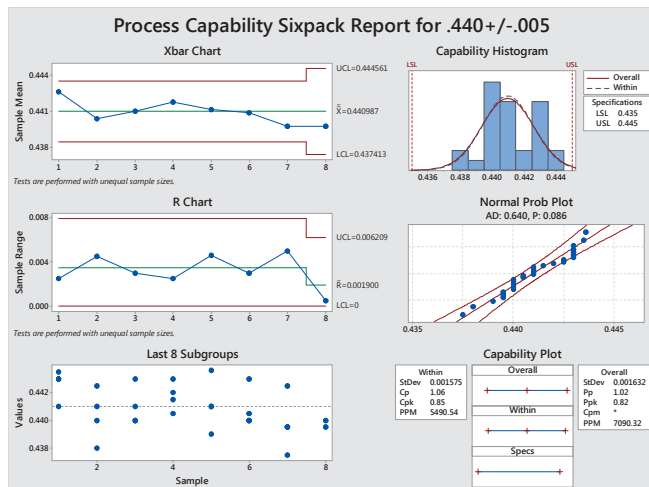 Process Capability Sixpack Report for .440+/-.005
Xbar Chart
Sample Mean
0.444
0.441
0.438
1 2 3 4 5 6 7 8
UCL=0.444561
X=0.440987
LCL=0.437413
Tests are performed with unequal sample sizes.
Capability Histogram
LSL USL
0.436 0.438 0.440 0.442 0.444
Overall
Within
Specifications
LSL 0.435
USL 0.445
R Chart
Sample Range
0.008
0.004
0.000
1 2 3 4 5 6 7 8
UCL=0.006209
R=0.001900
LCL=0
Tests are performed with unequal sample sizes.
Normal Prob Plot
AD: 0.640, P: 0.086
0.435 0.440 0.445
Last 8 Subgroups
Values
0.442
0.440
0.438
2 4 6 8
Sample
Capability Plot
Within
StDev 0.001575
Cp 1.06
Cpk 0.85
PPM 5490.54
Overall
Within
Specs
Overall
StDev 0.001632
Pp 1.02
Ppk 0.82
Cpm *
PPM 7090.32